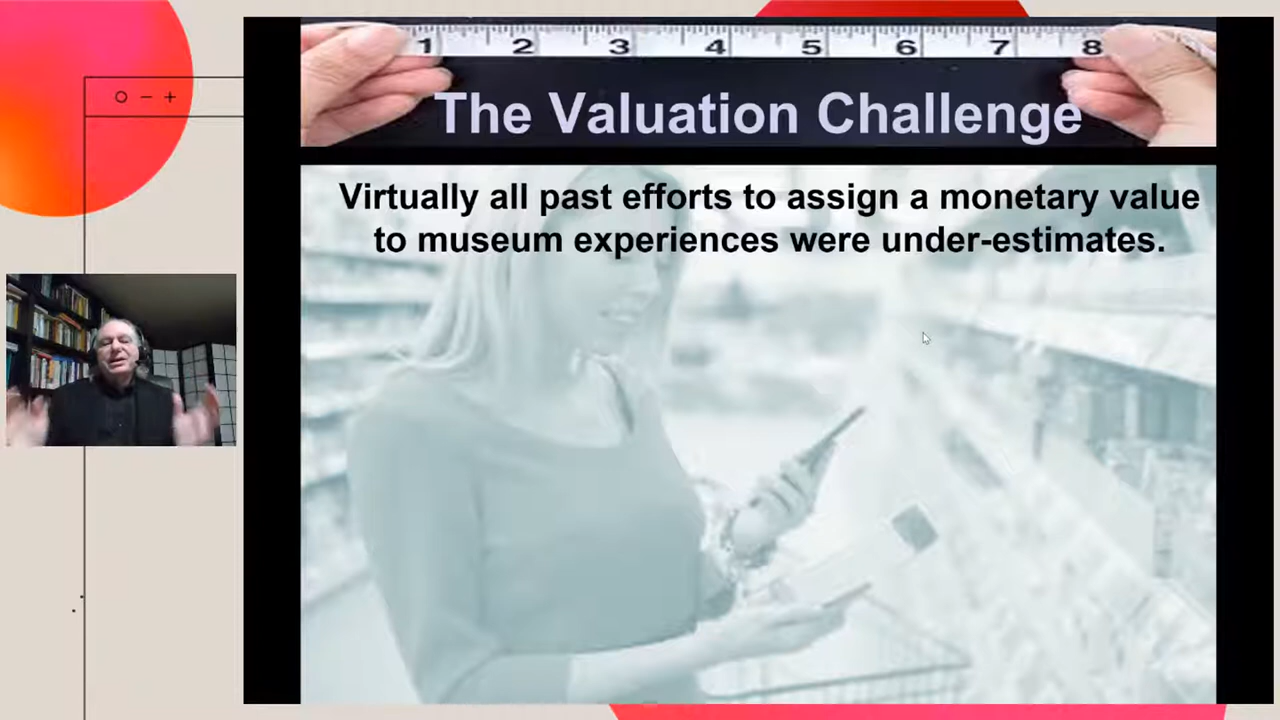 1 2 3 4 5 6 7 8
The Valuation Challenge
Virtually all past efforts to assign a monetary value
to museum experiences were under-estimates.